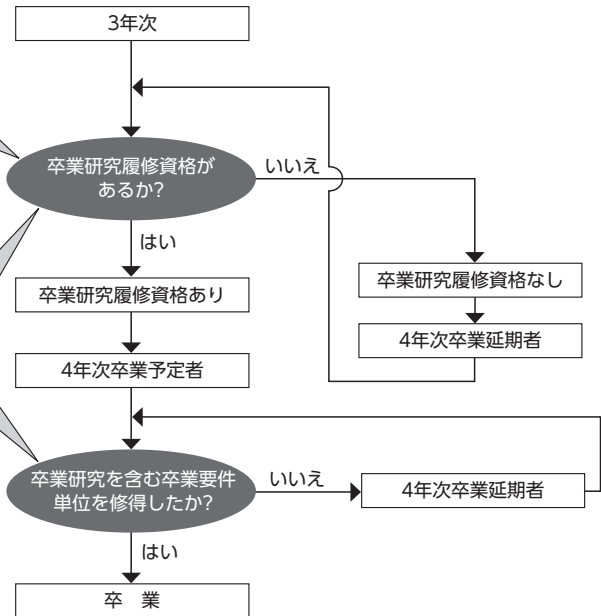 3年次
卒業研究履修資格が
あるか?
いいえ
はい
卒業研究履修資格あり
卒業研究履修資格なし
4年次卒業延期者
4年次卒業予定者
卒業研究を含む卒業要件
単位を修得したか?
いいえ
4年次卒業延期者
はい
卒　業